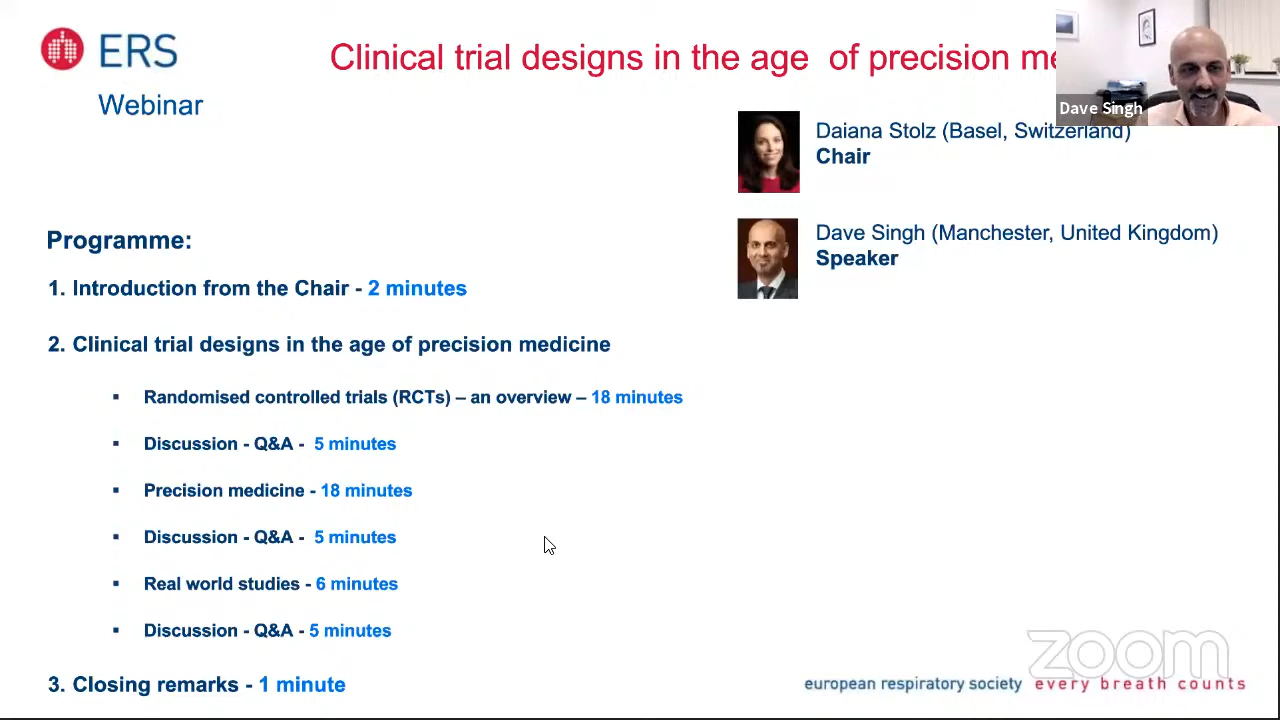 ERS
Webinar
Clinical trial designs in the age of precision me
Dave Singh
Daiana Stolz (Basel, Switzerland)
Chair
Dave Singh (Manchester, United Kingdom)
Speaker
Programme:
1. Introduction from the Chair - 2 minutes
2. Clinical trial designs in the age of precision medicine
▪ Randomised controlled trials (RCTs) – an overview – 18 minutes
▪ Discussion - Q&A - 5 minutes
▪ Precision medicine - 18 minutes
▪ Discussion - Q&A - 5 minutes
▪ Real world studies - 6 minutes
▪ Discussion - Q&A - 5 minutes
3. Closing remarks - 1 minute
zoom
european respiratory society every breath counts